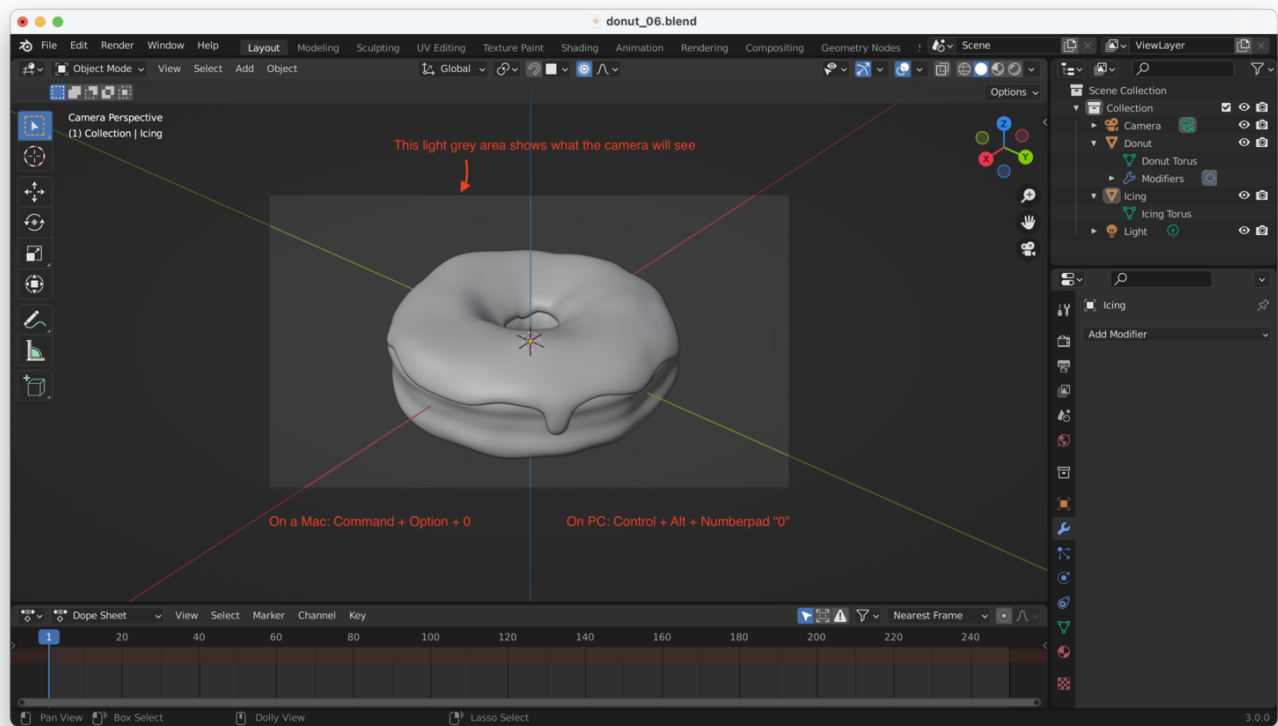 donut_06.blend
File Edit Render Window Help Layout Modeling Sculpting UV Editing Texture Paint Shading Animation Rendering Compositing Geometry Nodes Scene ViewLayer
Object Mode View Select Add Object Global
Options
Camera Perspective
(1) Collection | Icing
This light grey area shows what the camera will see
Z
Y
X
On a Mac: Command + Option + 0 On PC: Control + Alt + Numberpad “0”
Scene Collection
Collection
Camera
Donut
Donut Torus
Modifiers
Icing
Icing Torus
Light
Icing
Add Modifier
Dope Sheet View Select Marker Channel Key Nearest Frame
1 20 40 60 80 100 120 140 160 180 200 220 240
Pan View Box Select Dolly View Lasso Select 3.0.0